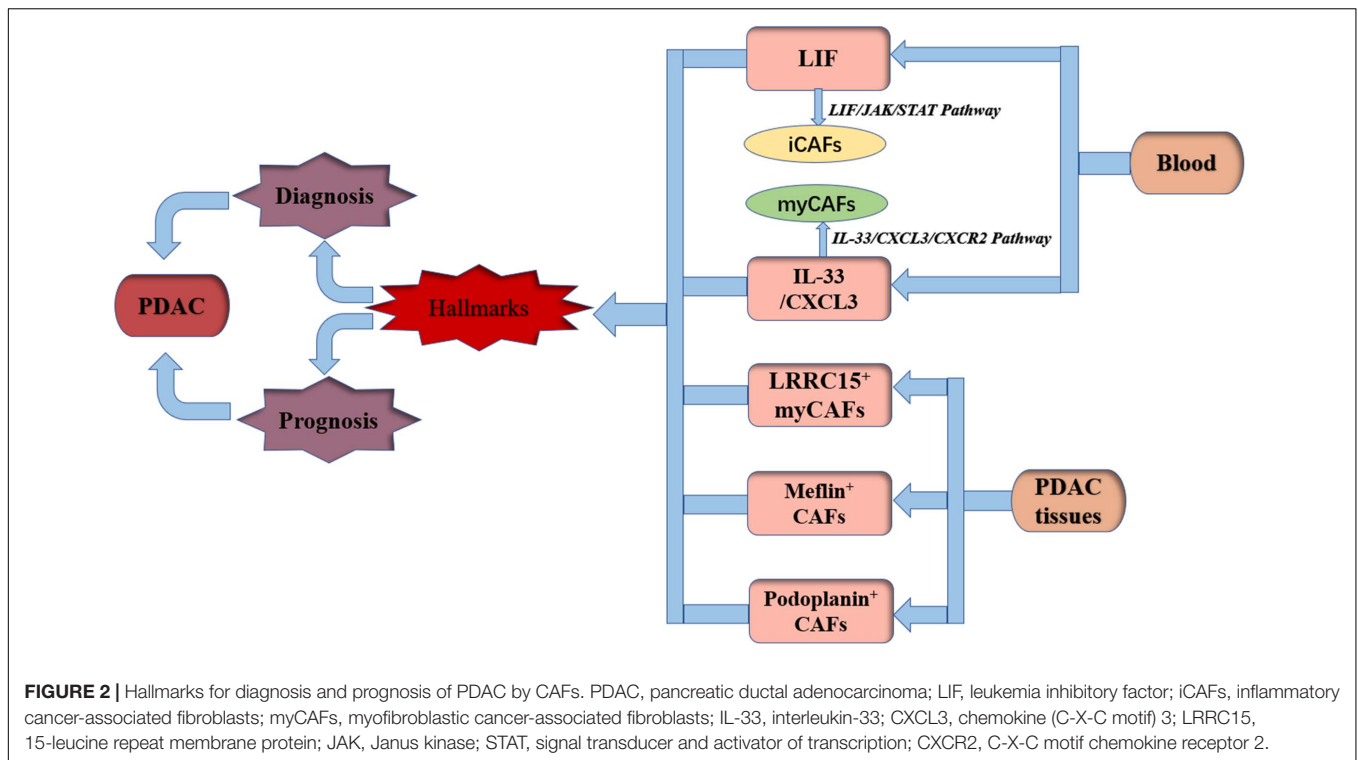 LIF
LIF/JAK/STAT Pathway
iCAFs
Blood
Diagnosis
myCAFs
IL-33/CXCL3/CXCR2 Pathway
PDAC
Hallmarks
IL-33
/CXCL3
LRRC15⁺
myCAFs
Prognosis
Meflin⁺
CAFs
PDAC
tissues
Podoplanin⁺
CAFs
FIGURE 2 | Hallmarks for diagnosis and prognosis of PDAC by CAFs. PDAC, pancreatic ductal adenocarcinoma; LIF, leukemia inhibitory factor; iCAFs, inflammatory
cancer-associated fibroblasts; myCAFs, myofibroblastic cancer-associated fibroblasts; IL-33, interleukin-33; CXCL3, chemokine (C-X-C motif) 3; LRRC15,
15-leucine repeat membrane protein; JAK, Janus kinase; STAT, signal transducer and activator of transcription; CXCR2, C-X-C motif chemokine receptor 2.